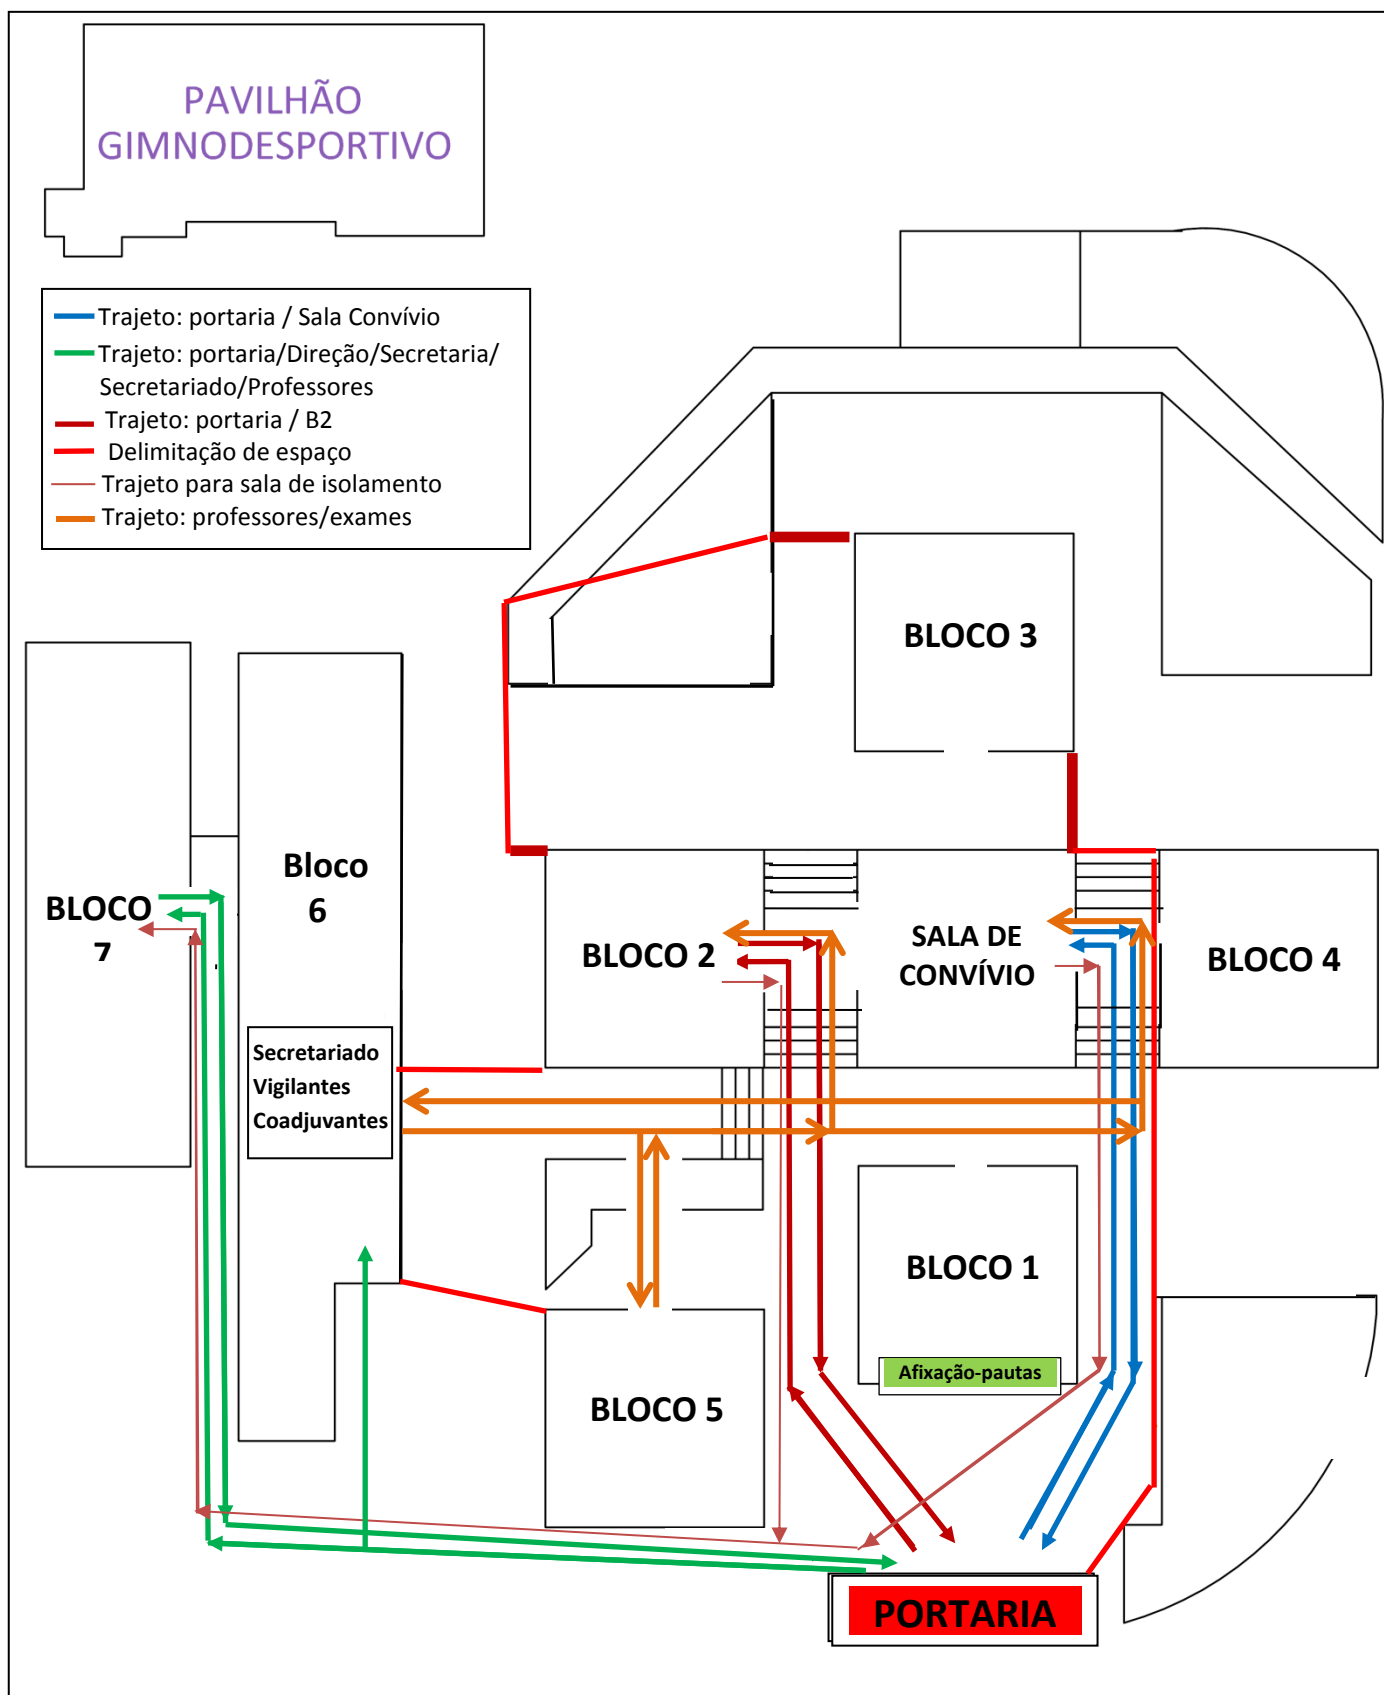 PAVILHÃO
GIMNODESPORTIVO
Trajeto: portaria / Sala Convívio
Trajeto: portaria/Direção/Secretaria/
Secretariado/Professores
Trajeto: portaria / B2
Delimitação de espaço
Trajeto para sala de isolamento
Trajeto: professores/exames
BLOCO 3
Bloco
6
BLOCO
7
BLOCO 2
SALA DE
CONVÍVIO
BLOCO 4
Secretariado
Vigilantes
Coadjuvantes
BLOCO 1
Afixação-pautas
BLOCO 5
PORTARIA